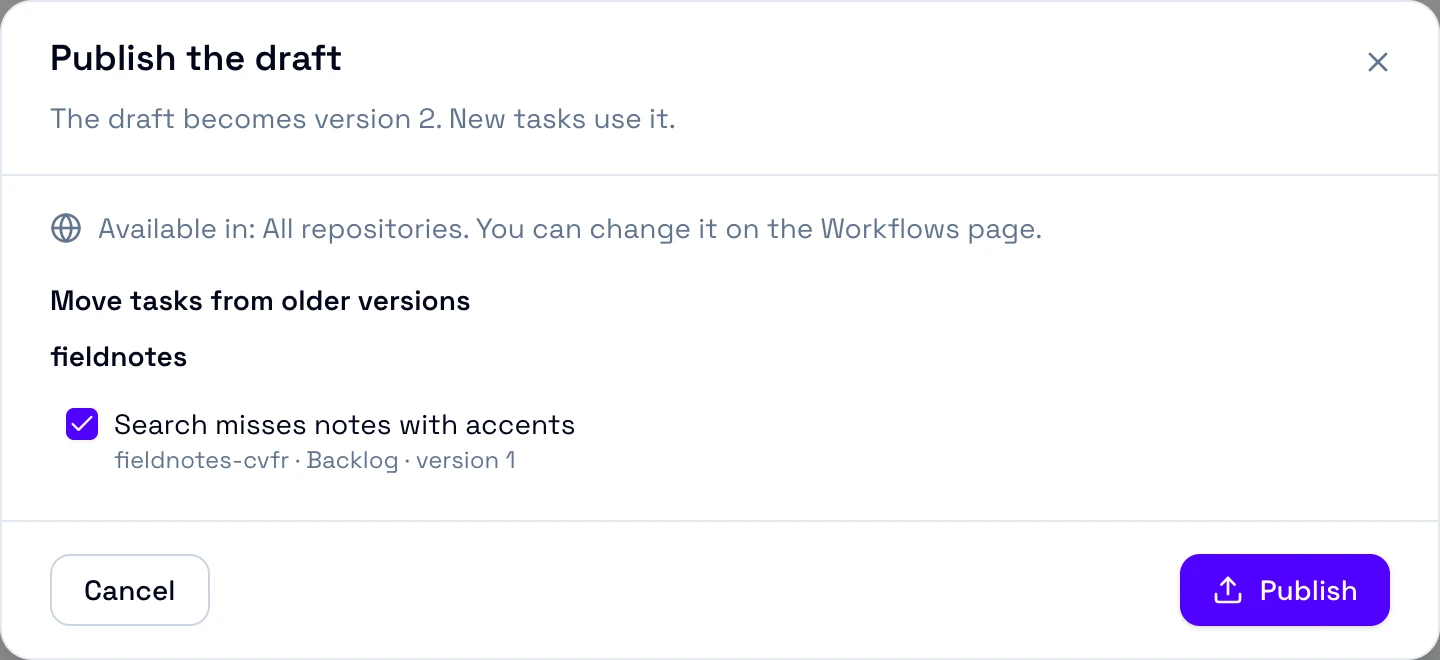 Publish the draft
The draft becomes version 2. New tasks use it.
Available in: All repositories. You can change it on the Workflows page.
Move tasks from older versions
fieldnotes
Search misses notes with accents
fieldnotes-cvfr · Backlog · version 1
Cancel
Publish